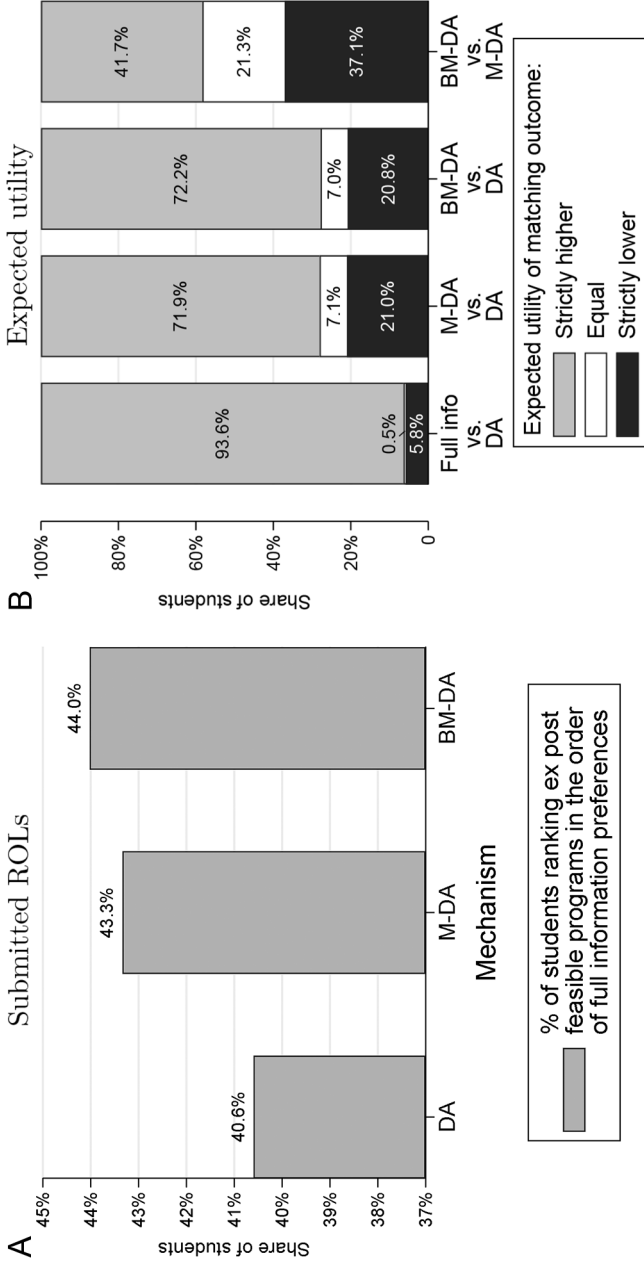 A
Submitted ROLs
Share of students
45%
44%
43%
42%
41%
40%
39%
38%
37%
40.6%
43.3%
44.0%
DA
M-DA
BM-DA
Mechanism
% of students ranking ex post
feasible programs in the order
of full information preferences
B
Expected utility
Share of students
100%
80%
60%
40%
20%
0
93.6%
0.5%
5.8%
71.9%
7.1%
21.0%
72.2%
7.0%
20.8%
41.7%
21.3%
37.1%
Full info
vs.
DA
M-DA
vs.
DA
BM-DA
vs.
DA
BM-DA
vs.
M-DA
Expected utility of matching outcome:
Strictly higher
Equal
Strictly lower